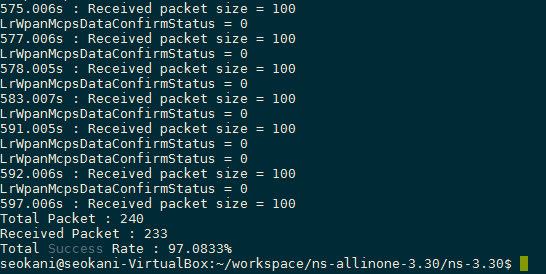 575.006s : Received packet size = 100
LrWpanMcpsDataConfirmStatus = 0
577.006s : Received packet size = 100
LrWpanMcpsDataConfirmStatus = 0
578.005s : Received packet size = 100
LrWpanMcpsDataConfirmStatus = 0
583.007s : Received packet size = 100
LrWpanMcpsDataConfirmStatus = 0
591.005s : Received packet size = 100
LrWpanMcpsDataConfirmStatus = 0
LrWpanMcpsDataConfirmStatus = 0
592.006s : Received packet size = 100
LrWpanMcpsDataConfirmStatus = 0
597.006s : Received packet size = 100
Total Packet : 240
Received Packet : 233
Total Success Rate : 97.0833%
seokani@seokani-VirtualBox:~/workspace/ns-allinone-3.30/ns-3.30$